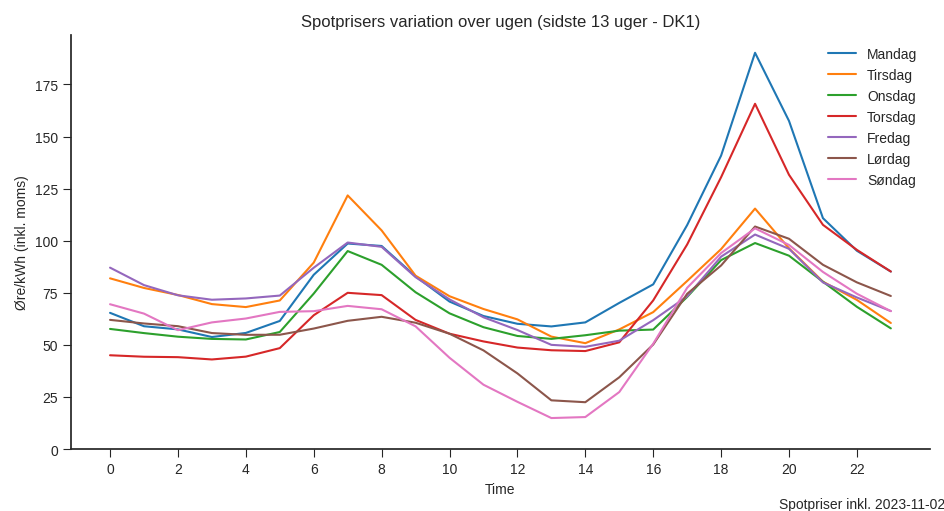 Spotprisers variation over ugen (sidste 13 uger - DK1)
Mandag
Tirsdag
Onsdag
Torsdag
Fredag
Lørdag
Søndag
Øre/kWh (inkl. moms)
175
150
125
100
75
50
25
0
0 2 4 6 8 10 12 14 16 18 20 22
Time
Spotpriser inkl. 2023-11-02